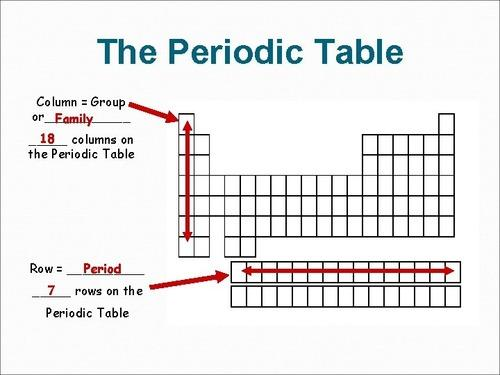 The Periodic Table
Column = Group
or Family
18 columns on
the Periodic Table
Row = Period
7 rows on the
Periodic Table